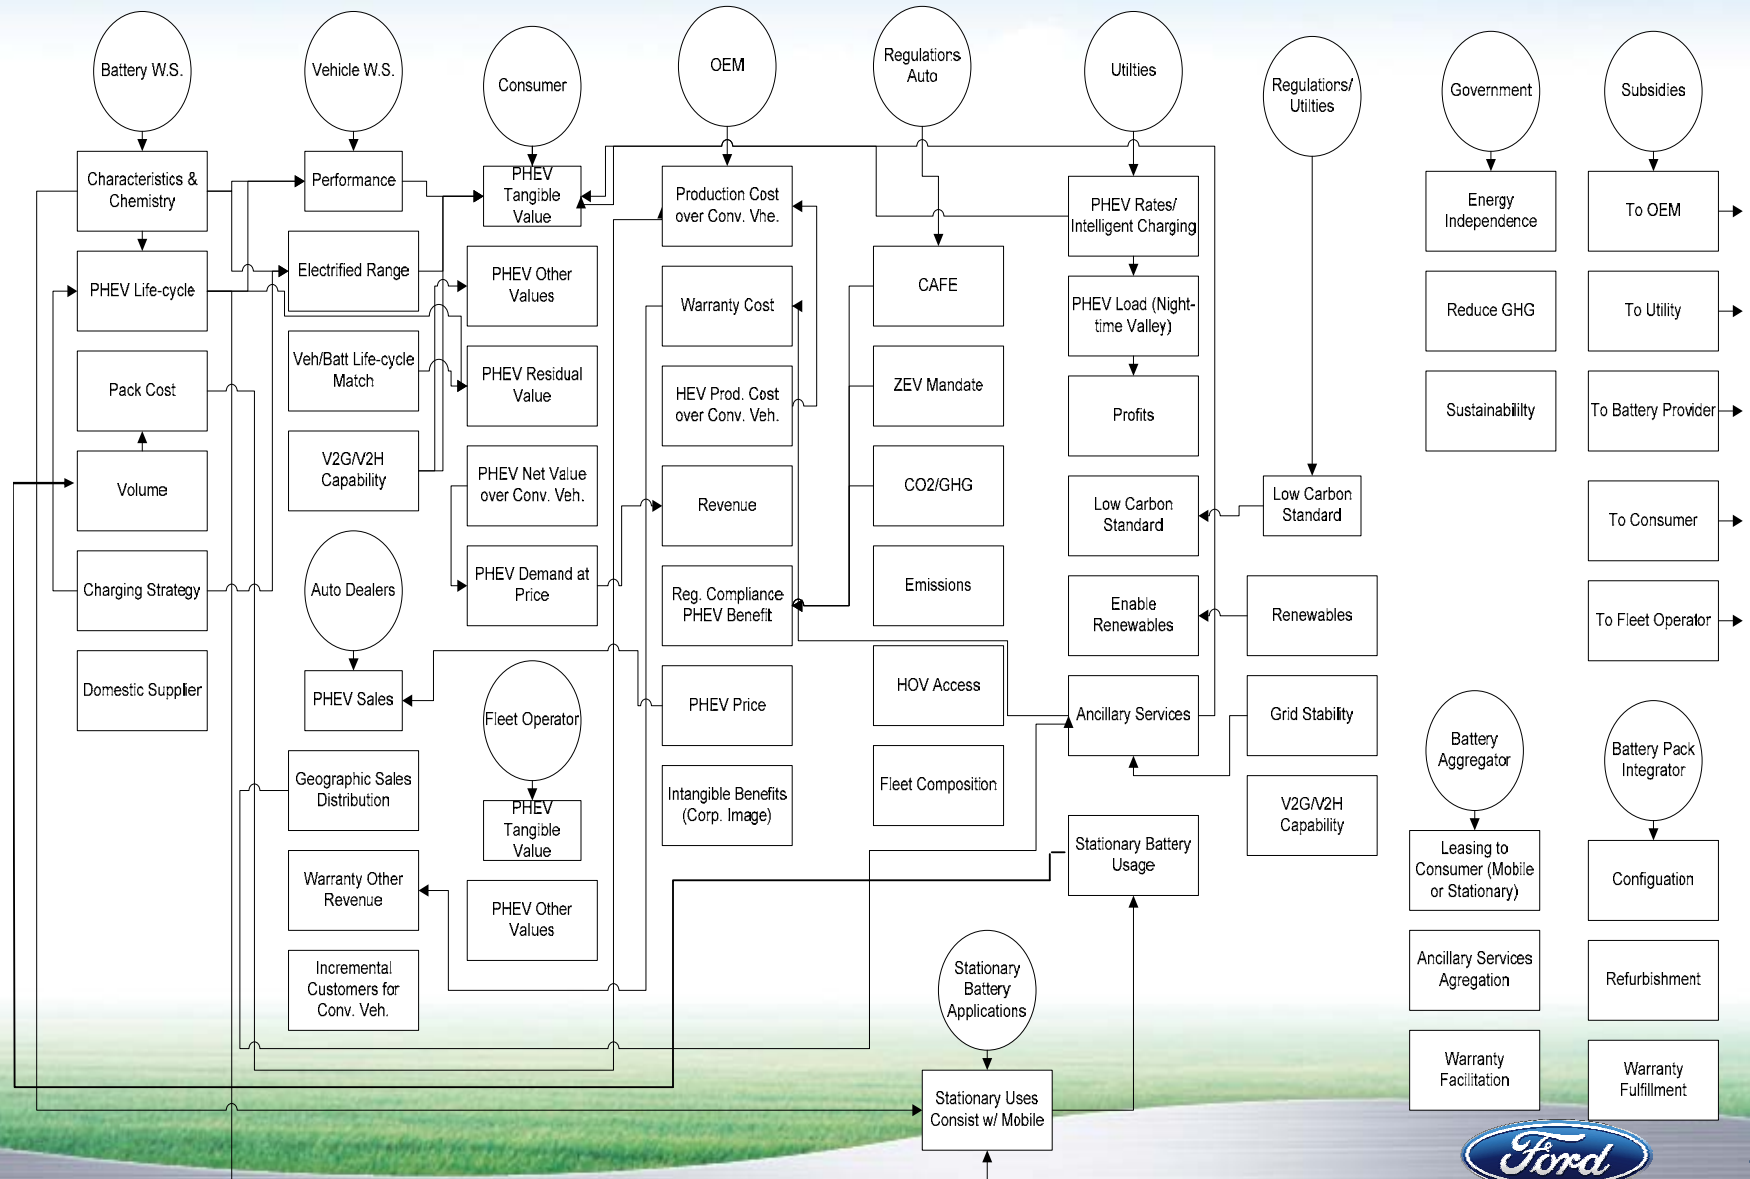 Battery W.S.
Characteristics &
Chemistry
PHEV Life-cycle
Pack Cost
Volume
Charging Strategy
Domestic Supplier
Vehicle W.S.
Performance
Electrified Range
Veh/Batt Life-cycle
Match
V2G/V2H
Capability
Auto Dealers
PHEV Sales
Geographic Sales
Distribution
Warranty Other
Revenue
Incremental
Customers for
Conv. Veh.
Consumer
PHEV
Tangible
Value
PHEV Other
Values
PHEV Residual
Value
PHEV Net Value
over Conv. Veh.
PHEV Demand at
Price
Fleet Operator
PHEV
Tangible
Value
PHEV Other
Values
OEM
Production Cost
over Conv. Vhe.
Warranty Cost
HEV Prod. Cost
over Conv. Veh.
Revenue
Reg. Compliance
PHEV Benefit
PHEV Price
Intangible Benefits
(Corp. Image)
Regulations
Auto
CAFE
ZEV Mandate
CO2/GHG
Emissions
HOV Access
Fleet Composition
Stationary
Battery
Applications
Stationary Uses
Consist w/ Mobile
Utilties
PHEV Rates/
Intelligent Charging
PHEV Load (Night-
time Valley)
Profits
Low Carbon
Standard
Enable
Renewables
Ancillary Services
Stationary Battery
Usage
Regulations/
Utilties
Low Carbon
Standard
Renewables
Grid Stability
V2G/V2H
Capability
Government
Energy
Independence
Reduce GHG
Sustainabililty
Battery
Aggregator
Leasing to
Consumer (Mobile
or Stationary)
Ancillary Services
Agregation
Warranty
Facilitation
Subsidies
To OEM
To Utility
To Battery Provider
To Consumer
To Fleet Operator
Battery Pack
Integrator
Configuation
Refurbishment
Warranty
Fulfillment
Ford